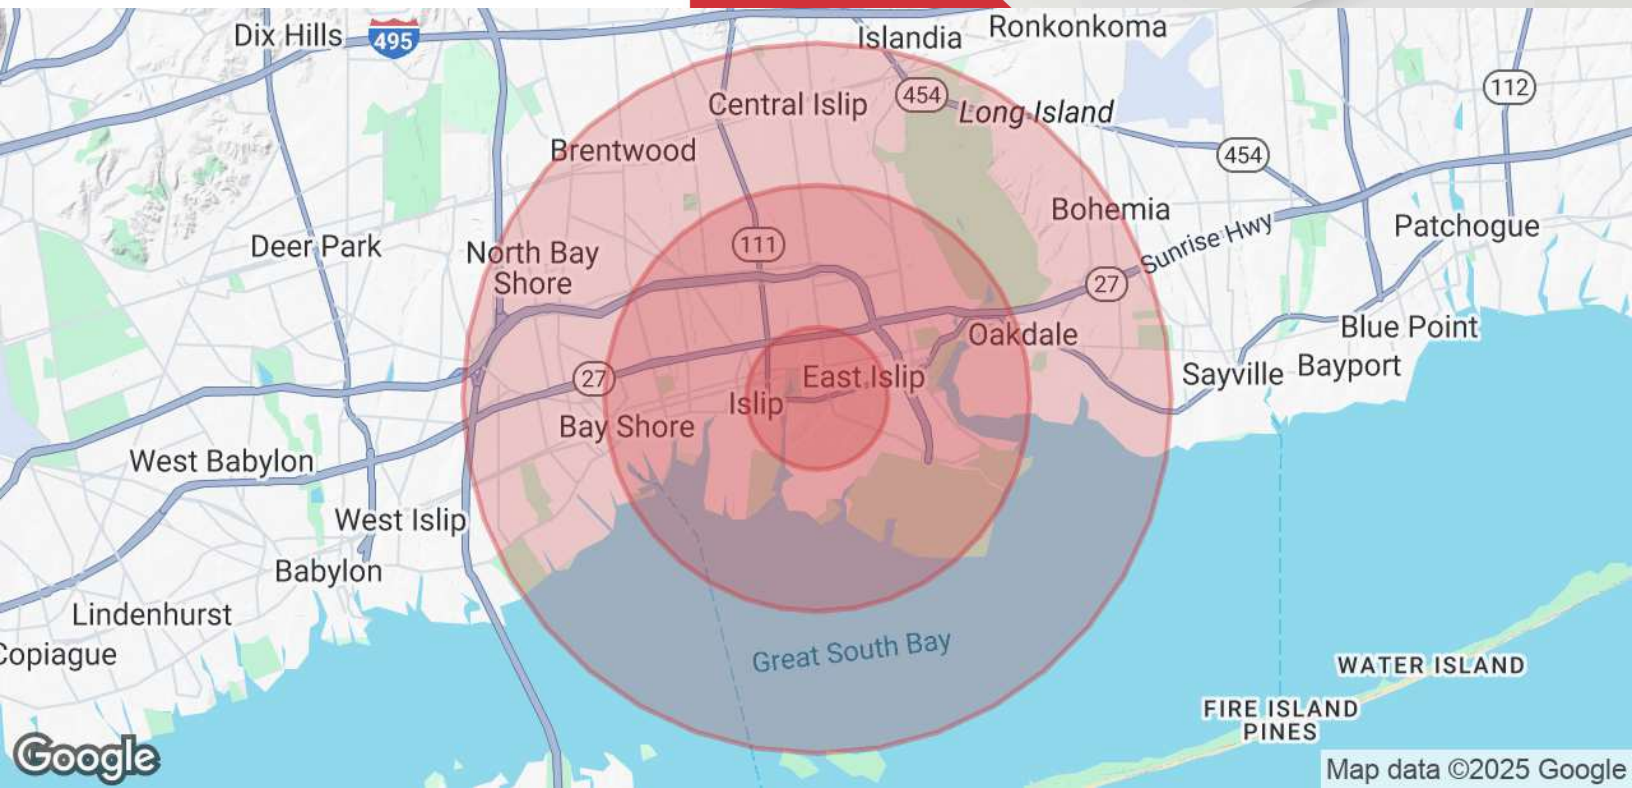 Dix Hills
495
Islandia
Ronkonkoma
Central Islip
454
Long Island
112
Brentwood
454
Bohemia
Sunrise Hwy
Patchogue
Deer Park
North Bay
Shore
111
27
Oakdale
Blue Point
Bayport
Sayville
27
East Islip
Islip
Bay Shore
West Babylon
West Islip
Babylon
Lindenhurst
Copiague
Great South Bay
WATER ISLAND
FIRE ISLAND
PINES
Google
Map data ©2025 Google